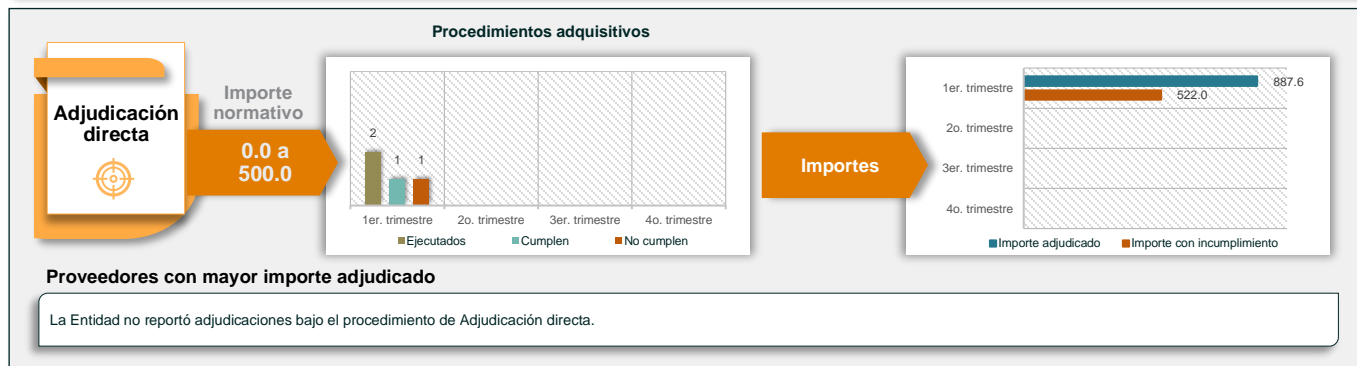 Procedimientos adquisitivos
Adjudicación
directa
Importe
normativo
0.0 a
500.0
2
1
1
1er. trimestre
2o. trimestre
3er. trimestre
4o. trimestre
Ejecutados
Cumplen
No cumplen
Importes
1er. trimestre
887.6
522.0
2o. trimestre
3er. trimestre
4o. trimestre
Importe adjudicado
Importe con incumplimiento
Proveedores con mayor importe adjudicado
La Entidad no reportó adjudicaciones bajo el procedimiento de Adjudicación directa.